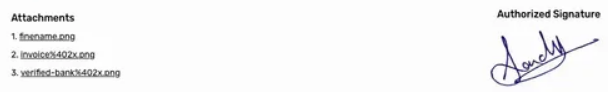 Attachments
1. finename.png
2. invoice%402x.png
3. verified-bank%402x.png
Authorized Signature